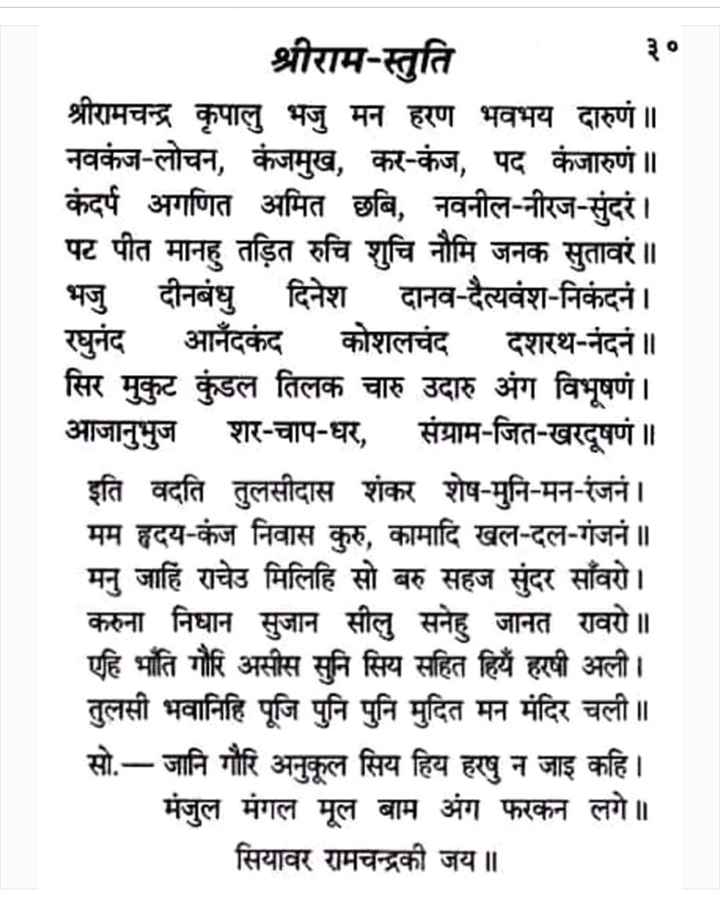 श्रीराम-स्तुति
३०
श्रीरामचन्द्र कृपालु भजु मन हरण भवभय दारुणं॥
नवकंज-लोचन, कंजमुख, कर-कंज, पद कंजारुणं॥
कंदर्प अगणित अमित छबि, नवनील-नीरज-सुंदरं।
पट पीत मानहु तड़ित रुचि शुचि नौमि जनक सुतावरं॥
भजु दीनबंधु दिनेश दानव-दैत्यवंश-निकंदनं।
रघुनंद आनँदकंद कोशलचंद दशरथ-नंदनं॥
सिर मुकुट कुंडल तिलक चारु उदारु अंग विभूषणं।
आजानुभुज शर-चाप-धर, संग्राम-जित-खरदूषणं॥
इति वदति तुलसीदास शंकर शेष-मुनि-मन-रंजनं।
मम हृदय-कंज निवास कुरु, कामादि खल-दल-गंजनं॥
मनु जाहिं राचेउ मिलिहि सो बरु सहज सुंदर साँवरो।
करुना निधान सुजान सीलु सनेहु जानत रावरो॥
एहि भाँति गौरि असीस सुनि सिय सहित हियँ हरषी अली।
तुलसी भवानिहि पूजि पुनि पुनि मुदित मन मंदिर चली॥
सो.— जानि गौरि अनुकूल सिय हिय हरषु न जाइ कहि।
मंजुल मंगल मूल बाम अंग फरकन लगे॥
सियावर रामचन्द्रकी जय॥